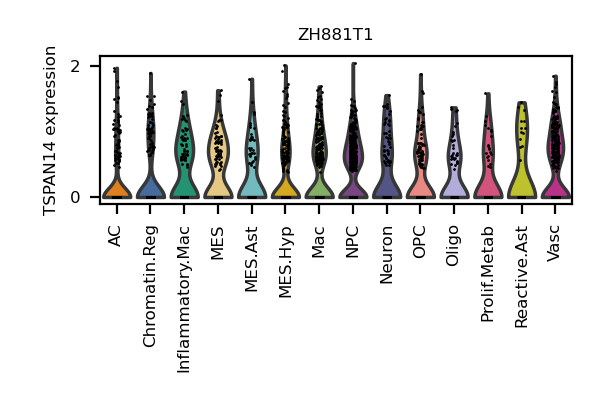 ZH881T1
TSPAN14 expression
2
0
AC
Chromatin.Reg
Inflammatory.Mac
MES
MES.Ast
MES.Hyp
Mac
NPC
Neuron
OPC
Oligo
Prolif.Metab
Reactive.Ast
Vasc